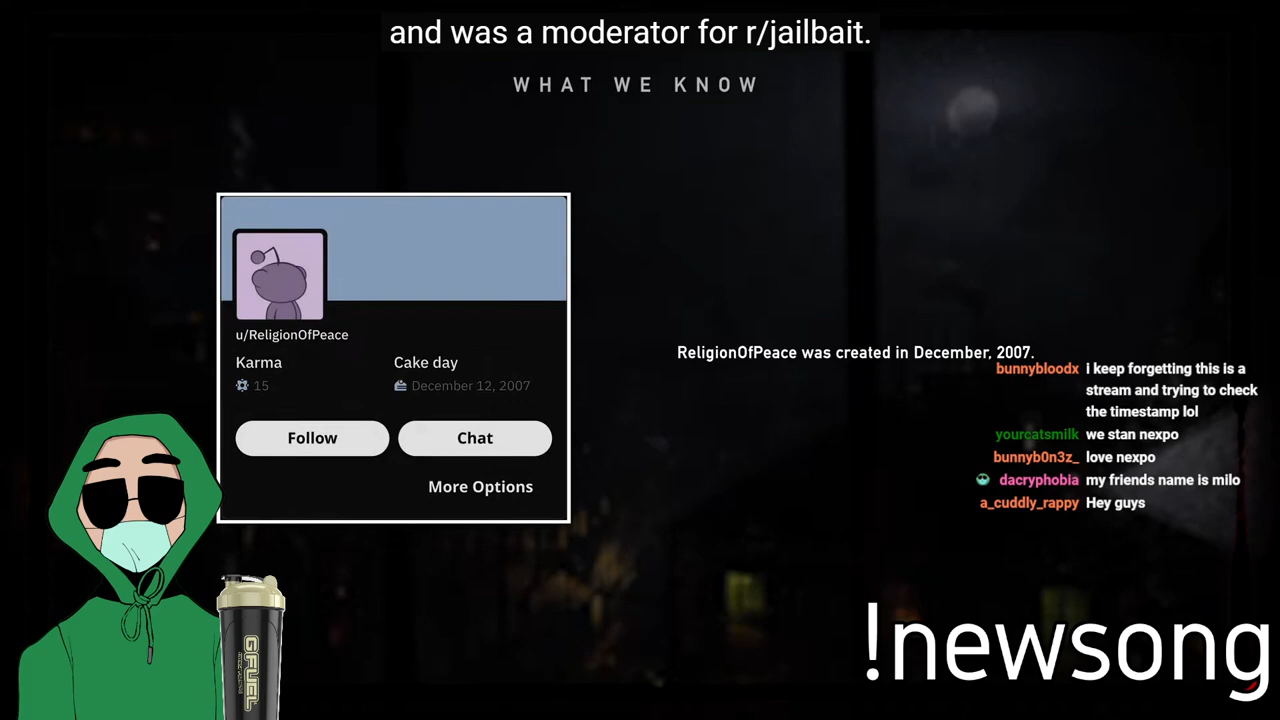 and was a moderator for r/jailbait.
WHAT WE KNOW
u/ReligionOfPeace
Karma
Cake day
15
December 12, 2007
Follow
Chat
More Options
ReligionOfPeace was created in December, 2007.
bunnybloodx i keep forgetting this is a
stream and trying to check
the timestamp lol
yourcatsmilk we stan nexpo
bunnyb0n3z_ love nexpo
dacryphobia my friends name is milo
a_cuddly_rappy Hey guys
GFUEL
!newsong